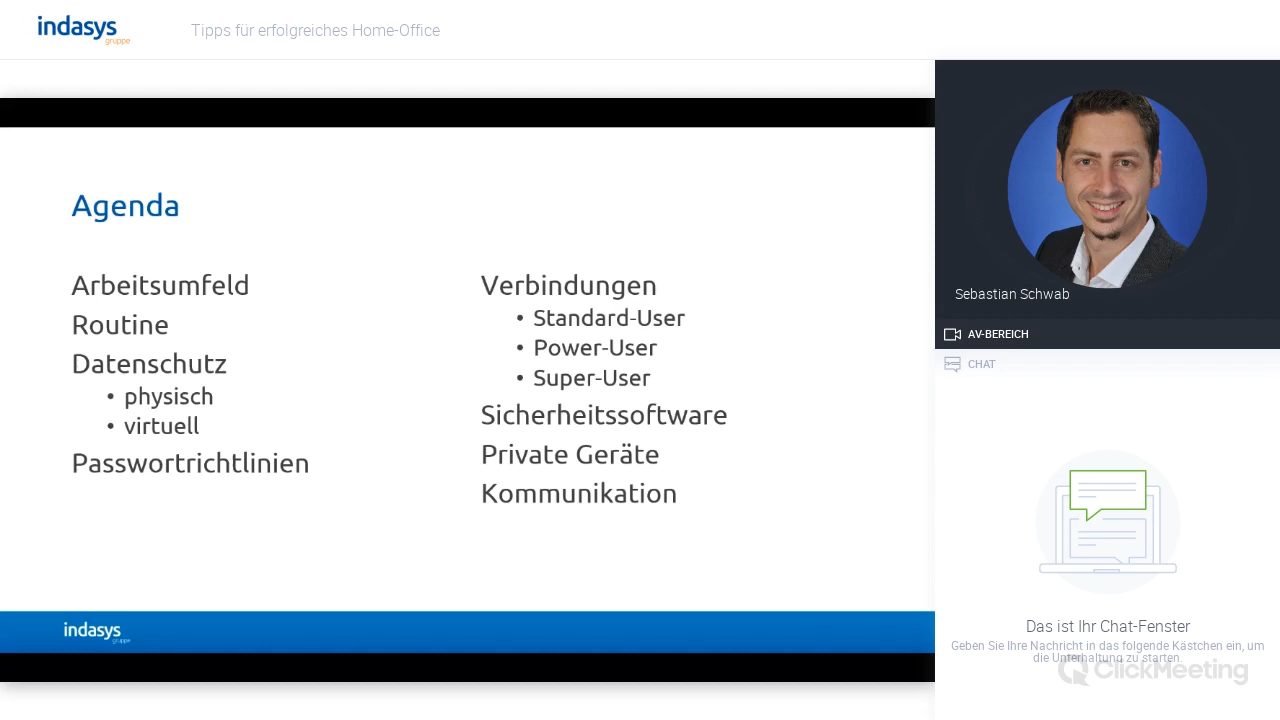 indasys
gruppe
Tipps für erfolgreiches Home-Office
Agenda
Arbeitsumfeld
Routine
Datenschutz
• physisch
• virtuell
Passwortrichtlinien
Verbindungen
• Standard-User
• Power-User
• Super-User
Sicherheitssoftware
Private Geräte
Kommunikation
indasys
gruppe
Sebastian Schwab
AV-BEREICH
CHAT
Das ist Ihr Chat-Fenster
Geben Sie Ihre Nachricht in das folgende Kästchen ein, um
die Unterhaltung zu starten.
ClickMeeting